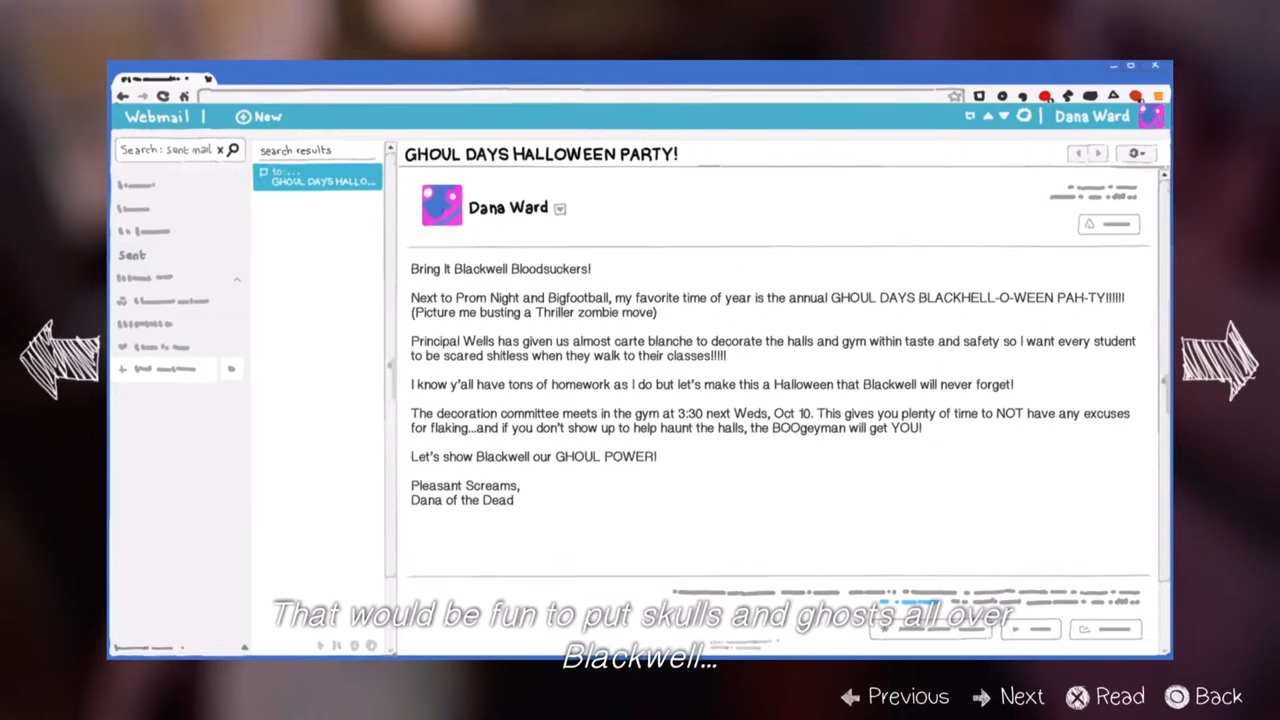 Webmail | + New
Dana Ward
Search: sent mail x
search results
GHOUL DAYS HALLOWEEN PARTY!
to:...
GHOUL DAYS HALLO...
Dana Ward
Sent
Bring It Blackwell Bloodsuckers!
Next to Prom Night and Bigfootball, my favorite time of year is the annual GHOUL DAYS BLACKHELL-O-WEEN PAH-TY!!!!!!
(Picture me busting a Thriller zombie move)
Principal Wells has given us almost carte blanche to decorate the halls and gym within taste and safety so I want every student
to be scared shitless when they walk to their classes!!!!!
I know y'all have tons of homework as I do but let's make this a Halloween that Blackwell will never forget!
The decoration committee meets in the gym at 3:30 next Weds, Oct 10. This gives you plenty of time to NOT have any excuses
for flaking...and if you don't show up to help haunt the halls, the BOOgeyman will get YOU!
Let's show Blackwell our GHOUL POWER!
Pleasant Screams,
Dana of the Dead
That would be fun to put skulls and ghosts all over
Blackwell...
Previous Next Read Back